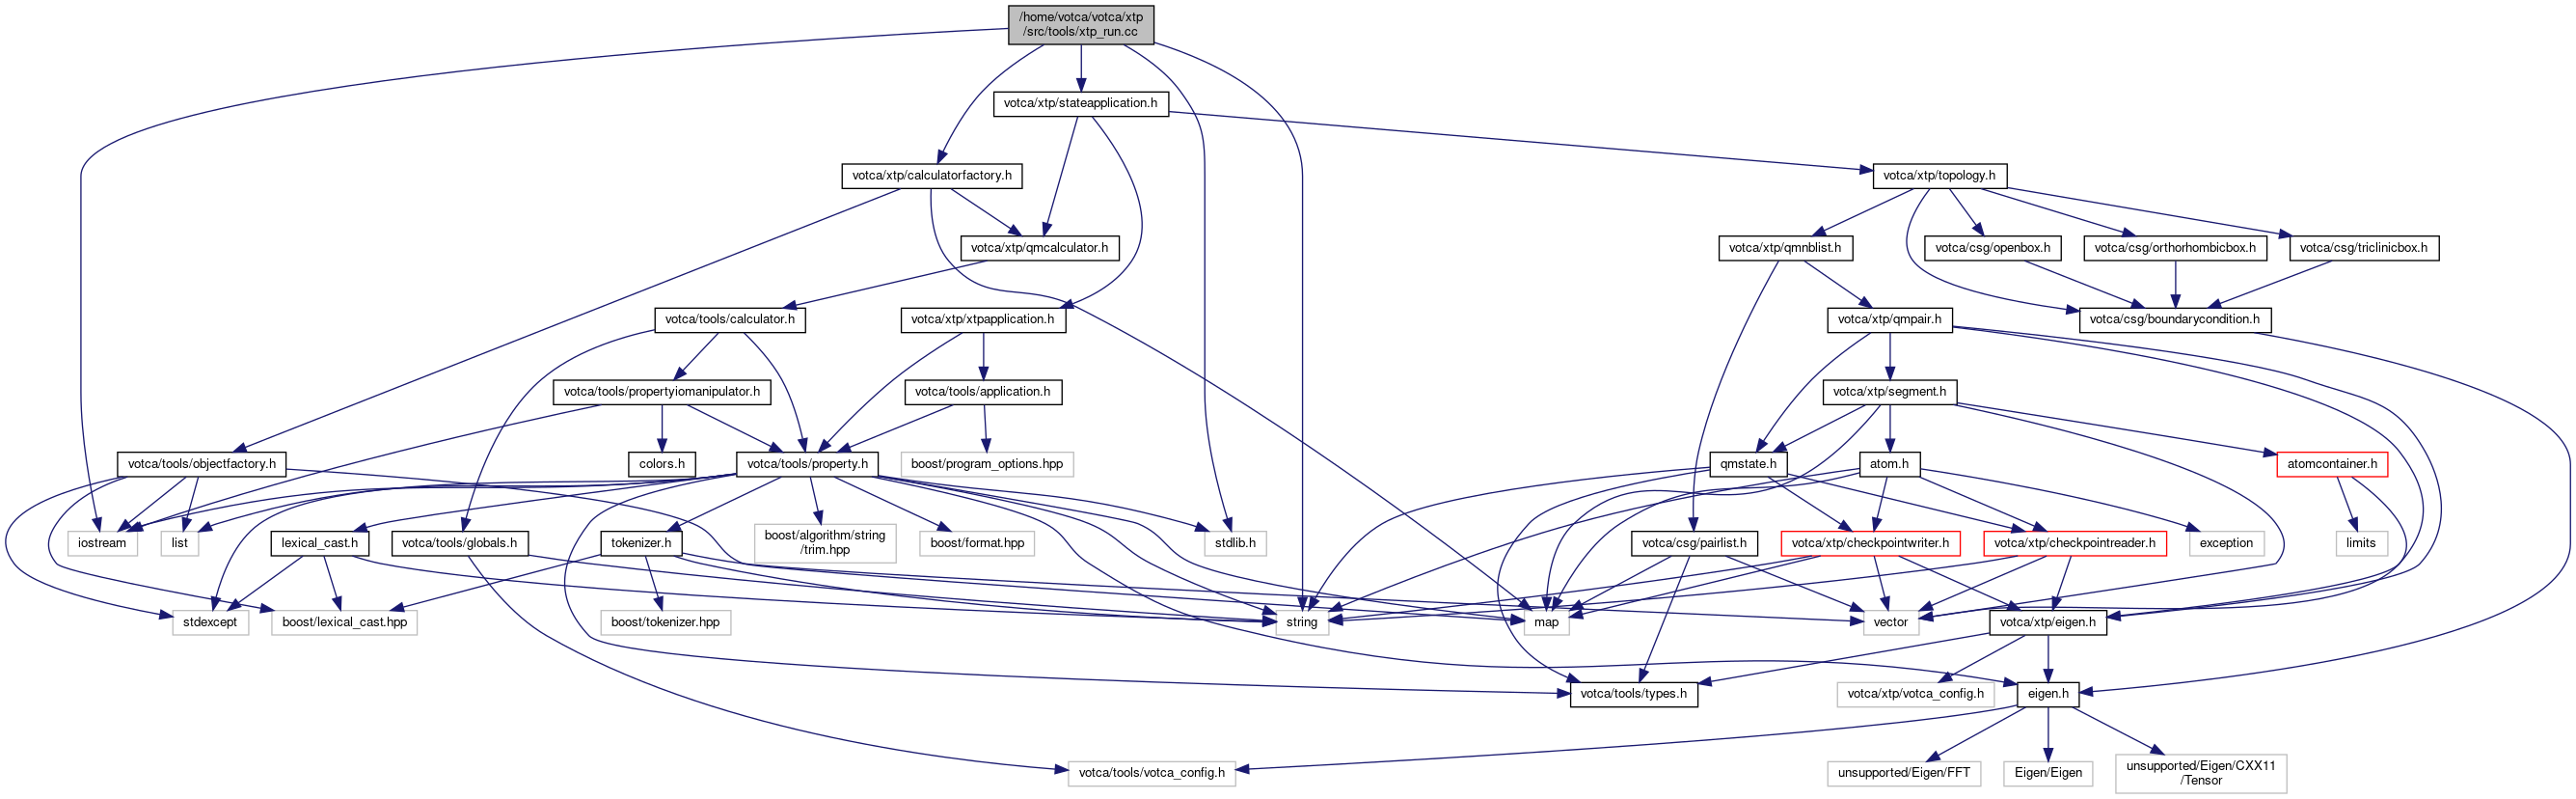 /home/votca/votca/xtp
/src/tools/xtp_run.cc
votca/xtp/stateapplication.h
votca/xtp/calculatorfactory.h
votca/xtp/topology.h
votca/xtp/qmcalculator.h
votca/xtp/qmnblist.h
votca/csg/openbox.h
votca/csg/orthorhombicbox.h
votca/csg/triclinicbox.h
votca/tools/calculator.h
votca/xtp/xtpapplication.h
votca/xtp/qmpair.h
votca/csg/boundarycondition.h
votca/tools/propertyiomanipulator.h
votca/tools/application.h
votca/xtp/segment.h
votca/tools/objectfactory.h
colors.h
votca/tools/property.h
boost/program_options.hpp
qmstate.h
atom.h
atomcontainer.h
iostream
list
lexical_cast.h
votca/tools/globals.h
tokenizer.h
boost/algorithm/string
/trim.hpp
boost/format.hpp
stdlib.h
votca/csg/pairlist.h
votca/xtp/checkpointwriter.h
votca/xtp/checkpointreader.h
exception
limits
stdexcept
boost/lexical_cast.hpp
boost/tokenizer.hpp
string
map
vector
votca/xtp/eigen.h
votca/tools/types.h
votca/xtp/votca_config.h
eigen.h
votca/tools/votca_config.h
unsupported/Eigen/FFT
Eigen/Eigen
unsupported/Eigen/CXX11
/Tensor